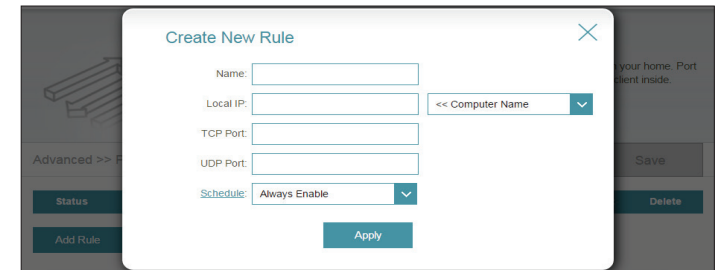 Create New Rule
your home. Port
client inside.
Name:
Local IP:
<< Computer Name
TCP Port:
UDP Port:
Schedule:
Always Enable
Apply
Advanced >>
Save
Status
Delete
Add Rule